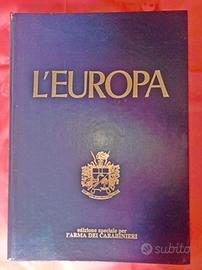 L'EUROPA
edizione speciale per
l'ARMA DEI CARABINIERI
subito